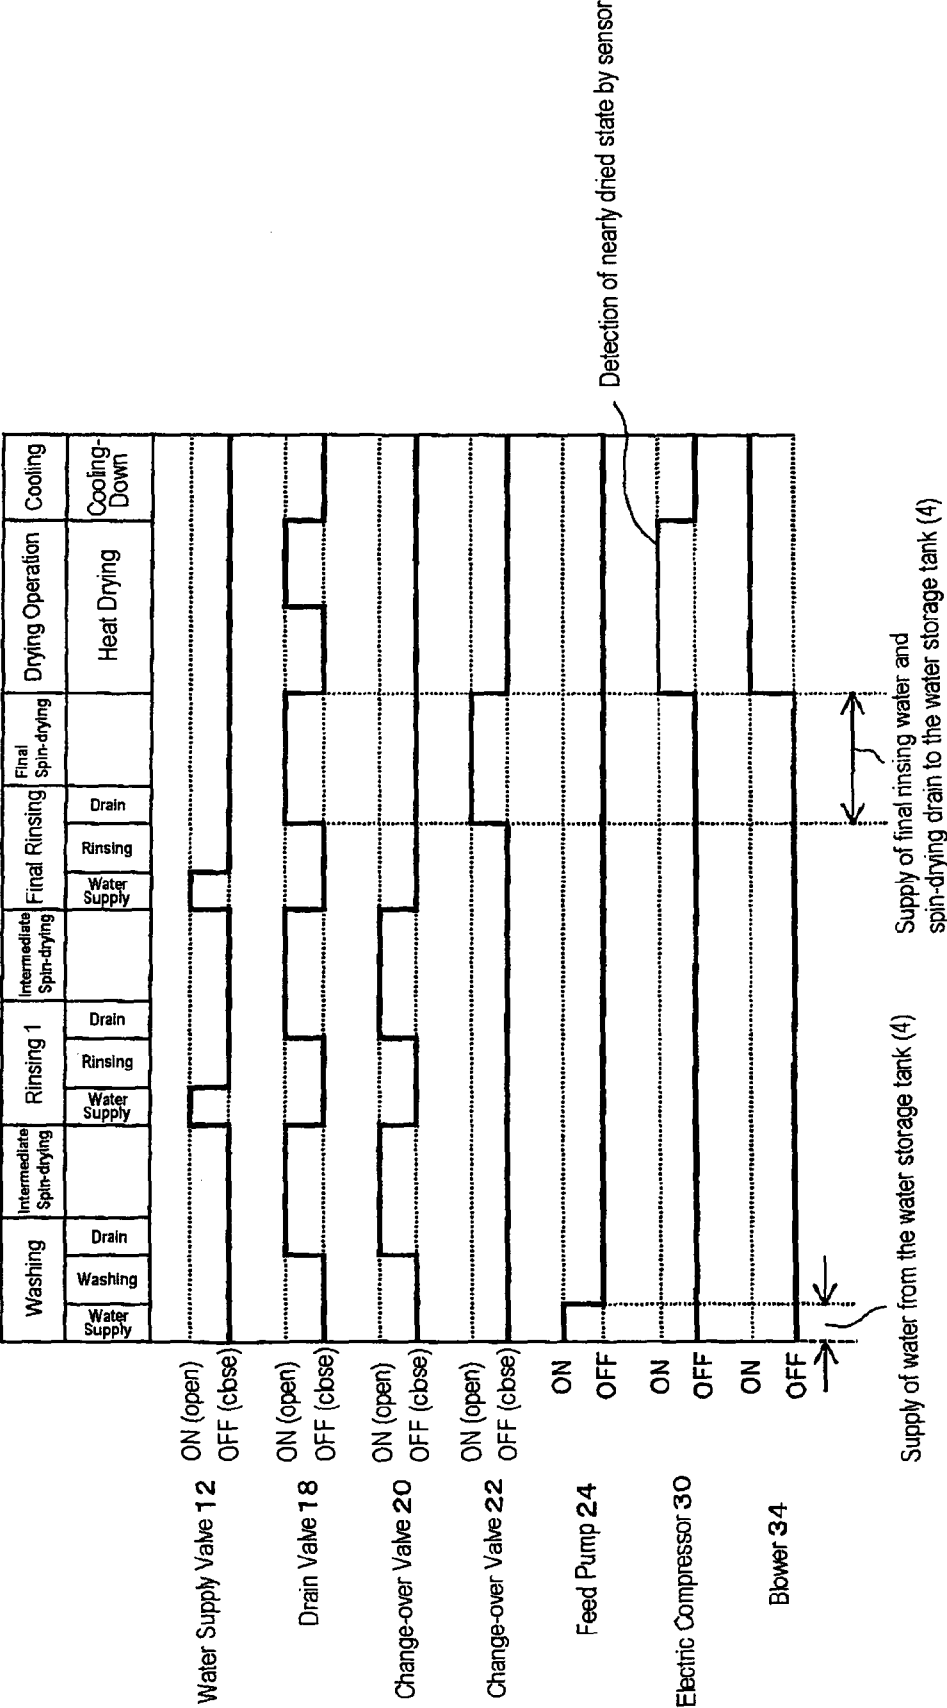 Washing
Intermediate
Spin-drying
Rinsing 1
Intermediate
Spin-drying
Final Rinsing
Final
Spin-drying
Drying Operation
Cooling
Water
Supply
Washing
Drain
Water
Supply
Rinsing
Drain
Water
Supply
Rinsing
Drain
Heat Drying
Cooling-
Down
Water Supply Valve 12
ON (open)
OFF (close)
Drain Valve 18
ON (open)
OFF (close)
Change-over Valve 20
ON (open)
OFF (close)
Change-over Valve 22
ON (open)
OFF (close)
Feed Pump 24
ON
OFF
Electric Compressor 30
ON
OFF
Blower 34
ON
OFF
Detection of nearly dried state by sensor
Supply of water from the water storage tank (4)
Supply of final rinsing water and
spin-drying drain to the water storage tank (4)